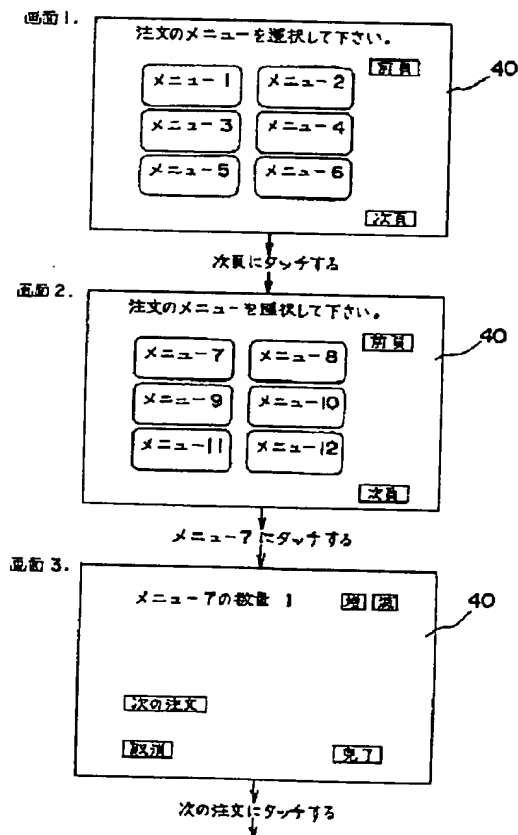 画面1.
注文のメニューを選択して下さい。
前頁
40
メニュー1 メニュー2
メニュー3 メニュー4
メニュー5 メニュー6
次頁
次頁にタッチする
画面2.
注文のメニューを選択して下さい。
前頁
40
メニュー7 メニュー8
メニュー9 メニュー10
メニュー11 メニュー12
次頁
メニュー7にタッチする
画面3.
メニュー7の数量 1 増 減
40
次の注文
取消 完了
次の注文にタッチする